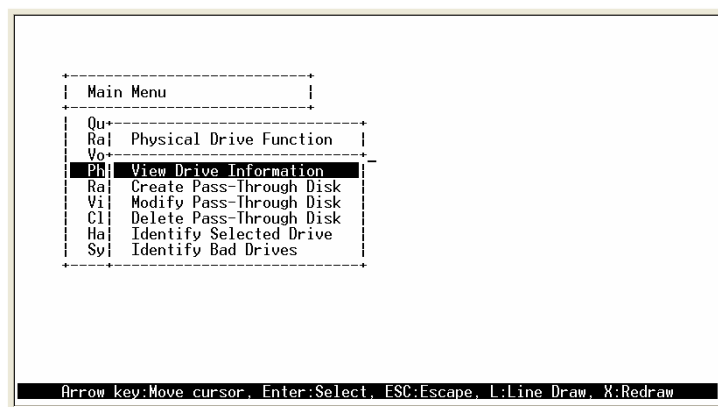 Main Menu
Qu
Ra Physical Drive Function
Vo
Ph View Drive Information
Ra Create Pass-Through Disk
Vi Modify Pass-Through Disk
Cl Delete Pass-Through Disk
Ha Identify Selected Drive
Sy Identify Bad Drives
Arrow key:Move cursor, Enter:Select, ESC:Escape, L:Line Draw, X:Redraw